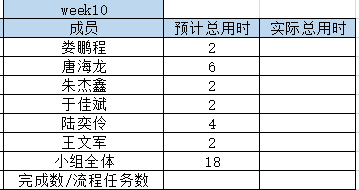 week10
成员 预计总用时 实际总用时
娄鹏程 2
唐海龙 6
朱杰鑫 2
于佳斌 2
陆奕伶 4
王文军 2
小组全体 18
完成数/流程任务数